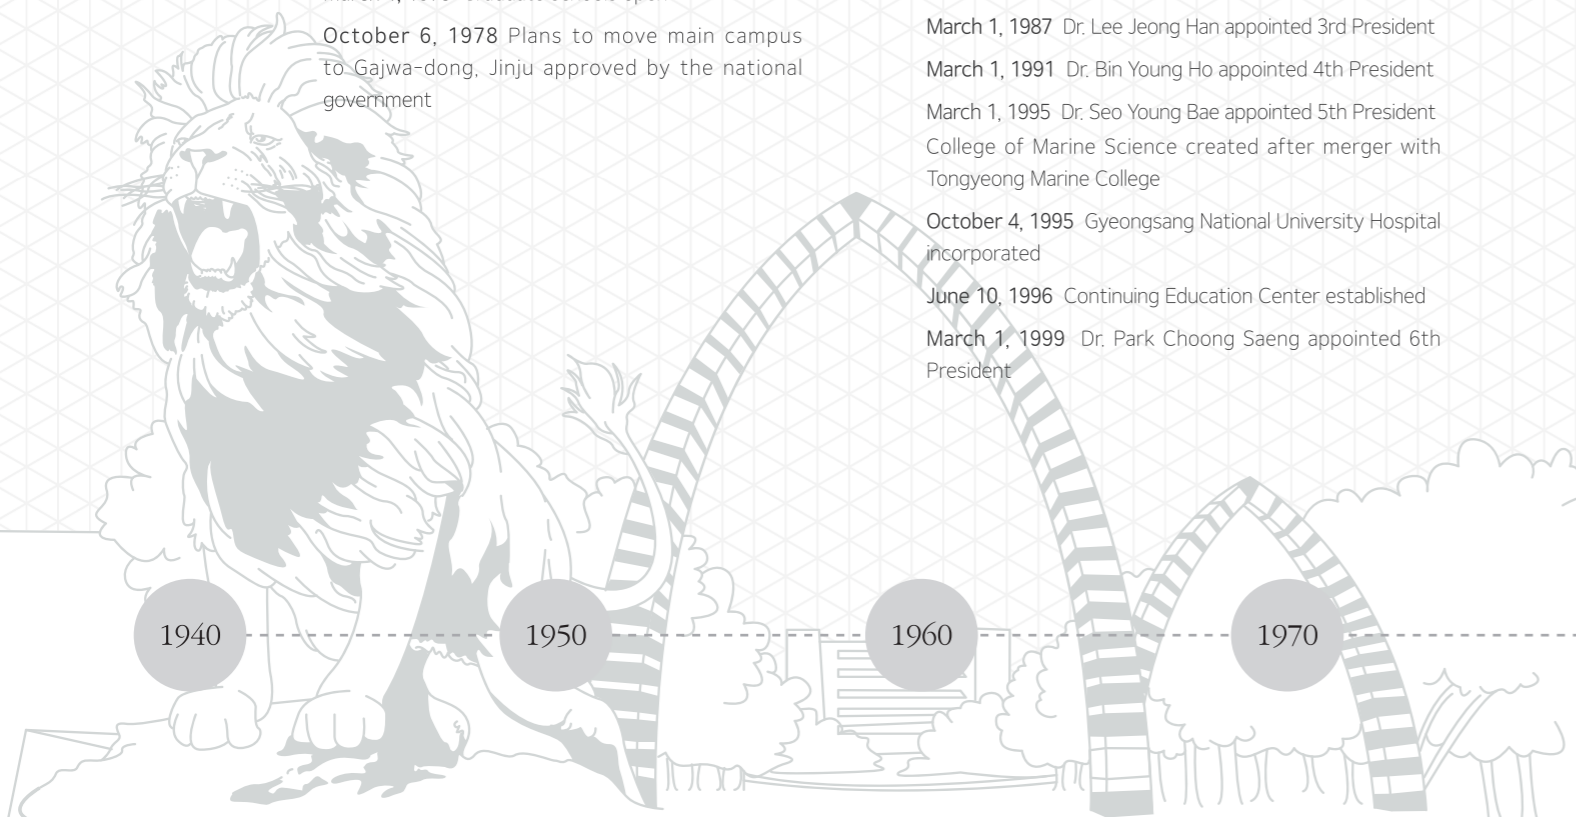 October 6, 1978 Plans to move main campus
to Gajwa-dong, Jinju approved by the national
government
March 1, 1987 Dr. Lee Jeong Han appointed 3rd President
March 1, 1991 Dr. Bin Young Ho appointed 4th President
March 1, 1995 Dr. Seo Young Bae appointed 5th President
College of Marine Science created after merger with
Tongyeong Marine College
October 4, 1995 Gyeongsang National University Hospital
incorporated
June 10, 1996 Continuing Education Center established
March 1, 1999 Dr. Park Choong Saeng appointed 6th
President
1940
1950
1960
1970